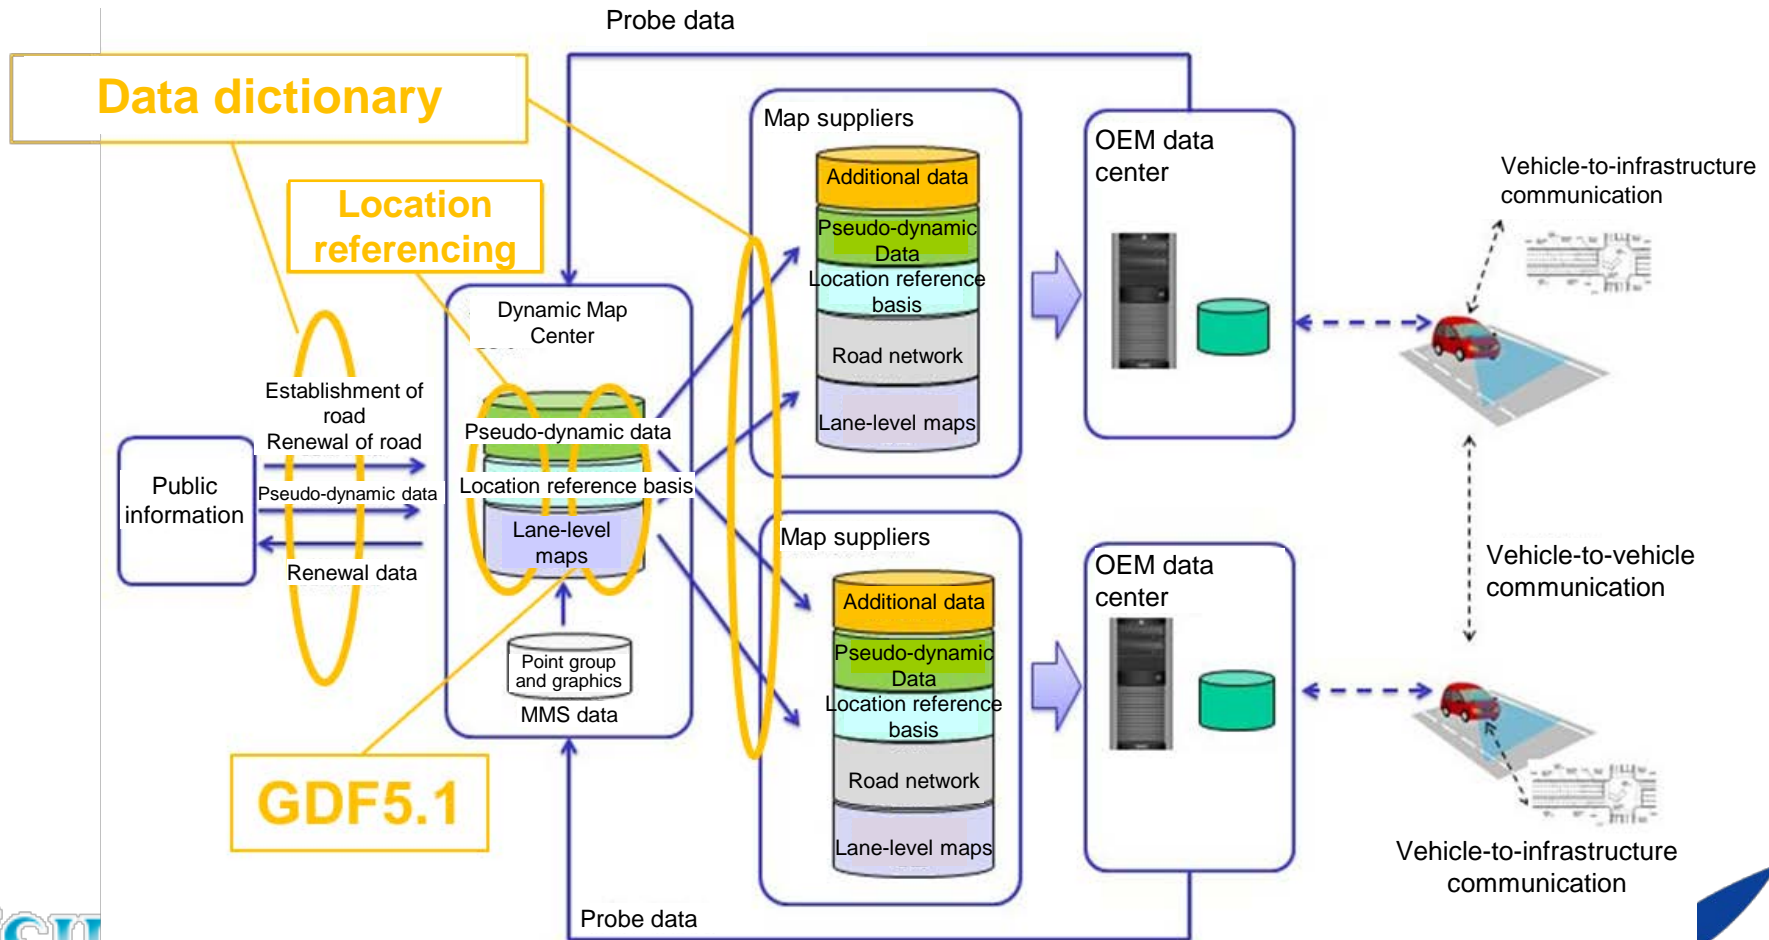 Probe data
Data dictionary
Map suppliers
OEM data
center
Vehicle-to-infrastructure
communication
Additional data
Location
referencing
Pseudo-dynamic
Data
Location reference
basis
Dynamic Map
Center
Road network
Establishment of
road
Renewal of road
Lane-level maps
Pseudo-dynamic data
Public
information
Pseudo-dynamic data
Location reference basis
Lane-level
maps
Renewal data
Map suppliers
OEM data
center
Vehicle-to-vehicle
communication
Additional data
Pseudo-dynamic
Data
Point group
and graphics
MMS data
Location reference
basis
Road network
GDF5.1
Lane-level maps
Vehicle-to-infrastructure
communication
Probe data